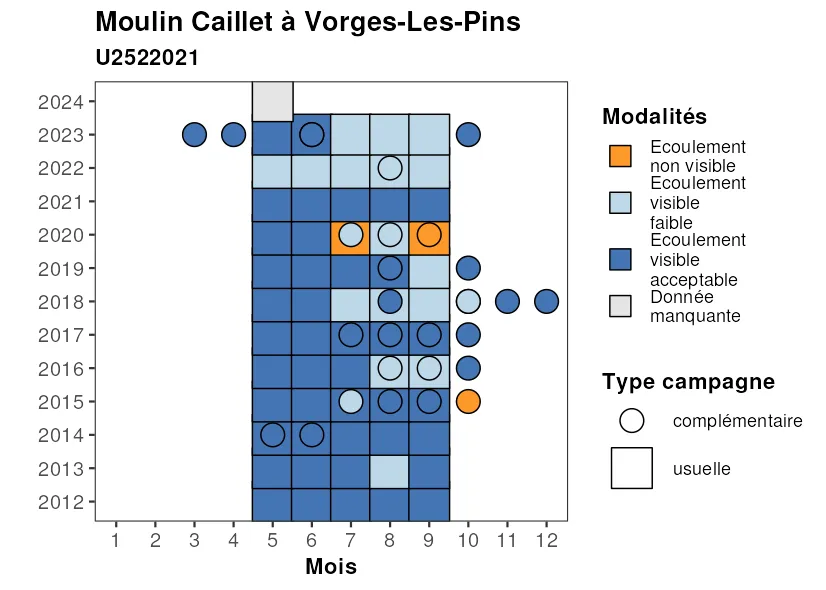 Moulin Caillet à Vorges-Les-Pins
U2522021
2024
2023
2022
2021
2020
2019
2018
2017
2016
2015
2014
2013
2012
1 2 3 4 5 6 7 8 9 10 11 12
Mois
Modalités
Ecoulement
non visible
Ecoulement
visible
faible
Ecoulement
visible
acceptable
Donnée
manquante
Type campagne
complémentaire
usuelle